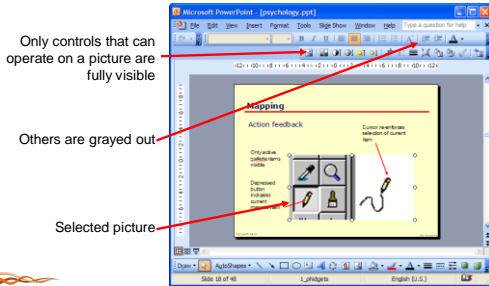 Only controls that can
operate on a picture are
fully visible
Others are grayed out
Selected picture
Microsoft PowerPoint - [psychology.ppt]
File Edit View Insert Format Tools Slide Show Window Help Type a question for help
Mapping
Action feedback
Cursor re-enforces
selection of current
item
Only active
palette items
visible
Depressed
button
indicates
current
Draw AutoShapes
Slide 18 of 48 1_phidgets English (U.S.)